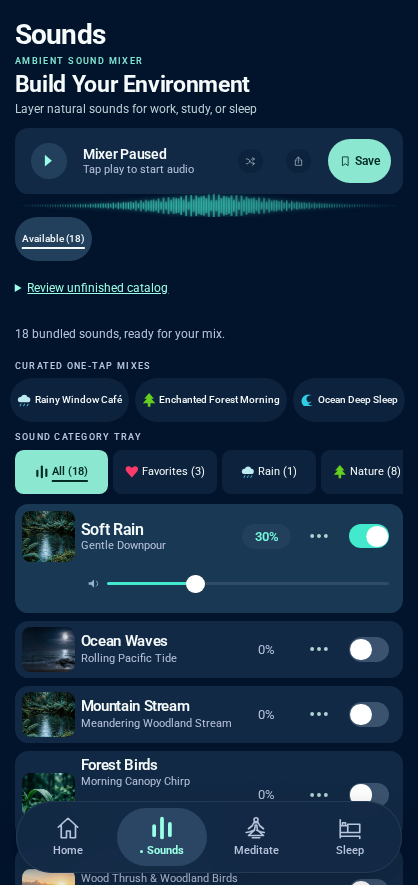 Sounds
AMBIENT SOUND MIXER
Build Your Environment
Layer natural sounds for work, study, or sleep
Mixer Paused
Tap play to start audio
Save
Available (18)
Review unfinished catalog
18 bundled sounds, ready for your mix.
CURATED ONE-TAP MIXES
Rainy Window Café
Enchanted Forest Morning
Ocean Deep Sleep
SOUND CATEGORY TRAY
All (18)
Favorites (3)
Rain (1)
Nature (8)
Soft Rain
Gentle Downpour
30%
Ocean Waves
Rolling Pacific Tide
0%
Mountain Stream
Meandering Woodland Stream
0%
Forest Birds
Morning Canopy Chirp
0%
Home
• Sounds
Meditate
Sleep
Wood Thrush & Woodland Birds